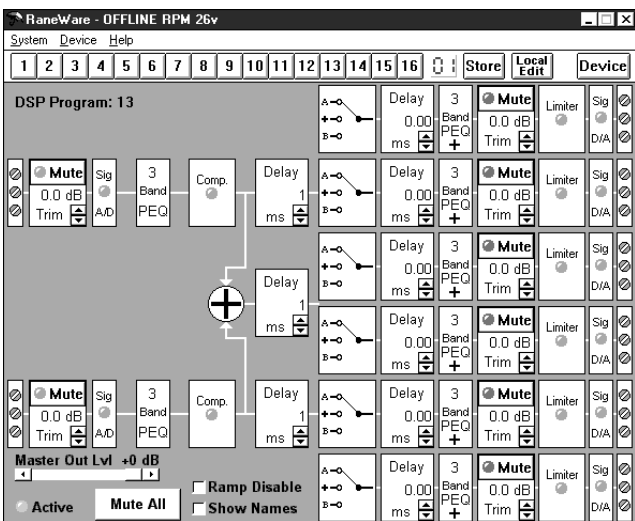 RaneWare - OFFLINE RPM 26v
System Device Help
1 2 3 4 5 6 7 8 9 10 11 12 13 14 15 16 01 Store Local Edit Device
DSP Program: 13
A + B Delay 0.00 ms 3 Band PEQ + Mute 0.0 dB Trim Limiter Sig D/A
Mute 0.0 dB Trim Sig A/D 3 Band PEQ Comp. Delay 1 ms A + B Delay 0.00 ms 3 Band PEQ + Mute 0.0 dB Trim Limiter Sig D/A
A + B Delay 0.00 ms 3 Band PEQ + Mute 0.0 dB Trim Limiter Sig D/A
+ Delay 1 ms
A + B Delay 0.00 ms 3 Band PEQ + Mute 0.0 dB Trim Limiter Sig D/A
Mute 0.0 dB Trim Sig A/D 3 Band PEQ Comp. Delay 1 ms A + B Delay 0.00 ms 3 Band PEQ + Mute 0.0 dB Trim Limiter Sig D/A
A + B Delay 0.00 ms 3 Band PEQ + Mute 0.0 dB Trim Limiter Sig D/A
Master Out Lvl +0 dB
Active Mute All
Ramp Disable
Show Names